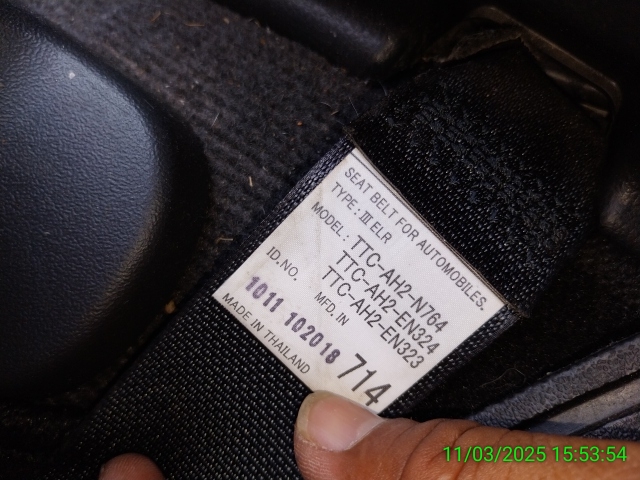 SEAT BELT FOR AUTOMOBILES.
TYPE : III ELR
MODEL : TTC-AH2-N764
TTC-AH2-EN324
TTC-AH2-EN323
ID.NO. MFD. IN
1011 102018 714
MADE IN THAILAND
11/03/2025 15:53:54